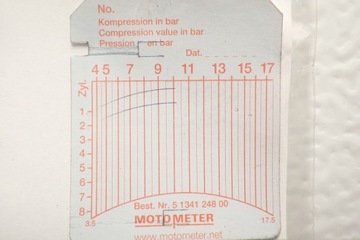 No.
Kompression in bar
Compression value in bar
Pression en bar
Dat.
4 5 7 9 11 13 15 17
Zyl.
1
2
3
4
5
6
7
8
3.5 17.5
Best. Nr. 5 1341 248 00
MOTOMETER
www.motometer.net